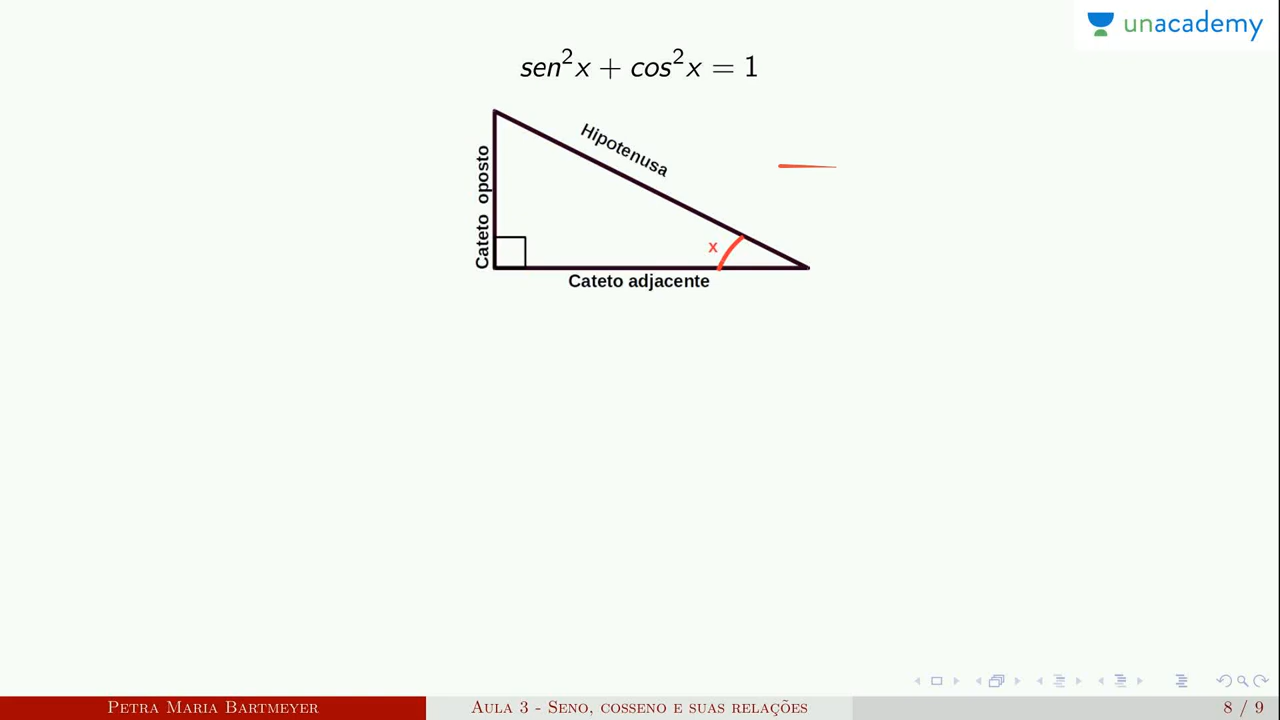 unacademy
sen²x + cos²x = 1
Hipotenusa
Cateto oposto
x
Cateto adjacente
Petra Maria Bartmeyer
Aula 3 - Seno, cosseno e suas relações
8 / 9